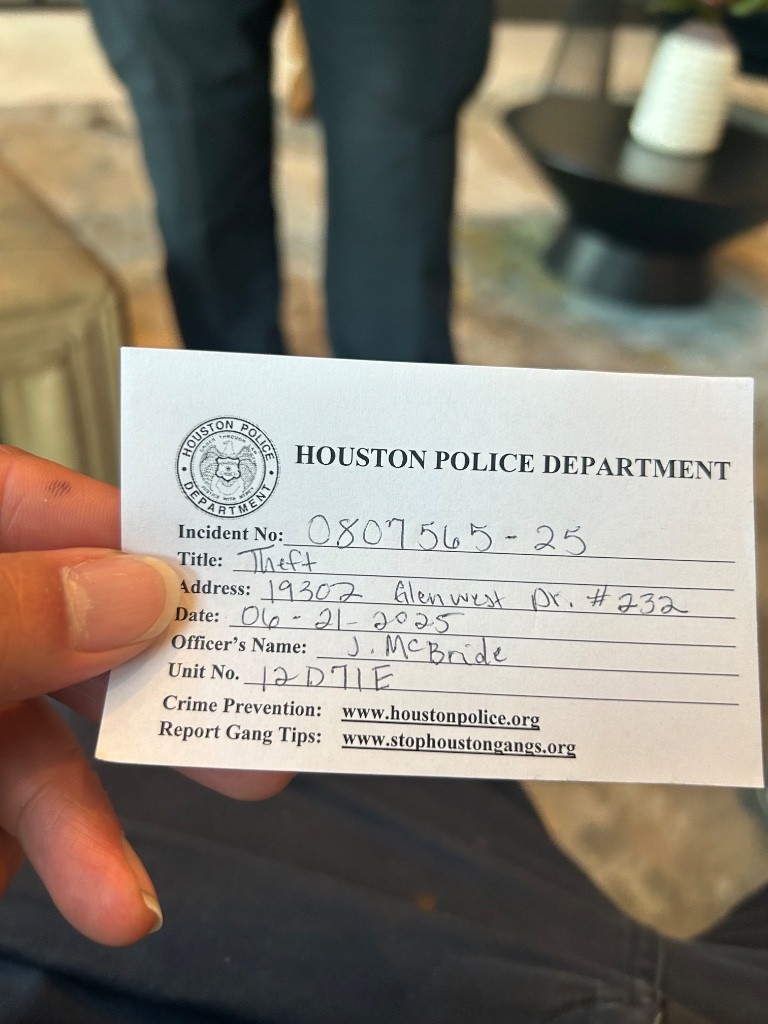 HOUSTON POLICE
DEPARTMENT
HOUSTON POLICE DEPARTMENT
Incident No: 0807565-25
Title: Theft
Address: 19302 Glenwest Dr. #232
Date: 06-21-2025
Officer's Name: J. McBride
Unit No. 12D71E
Crime Prevention: www.houstonpolice.org
Report Gang Tips: www.stophoustongangs.org